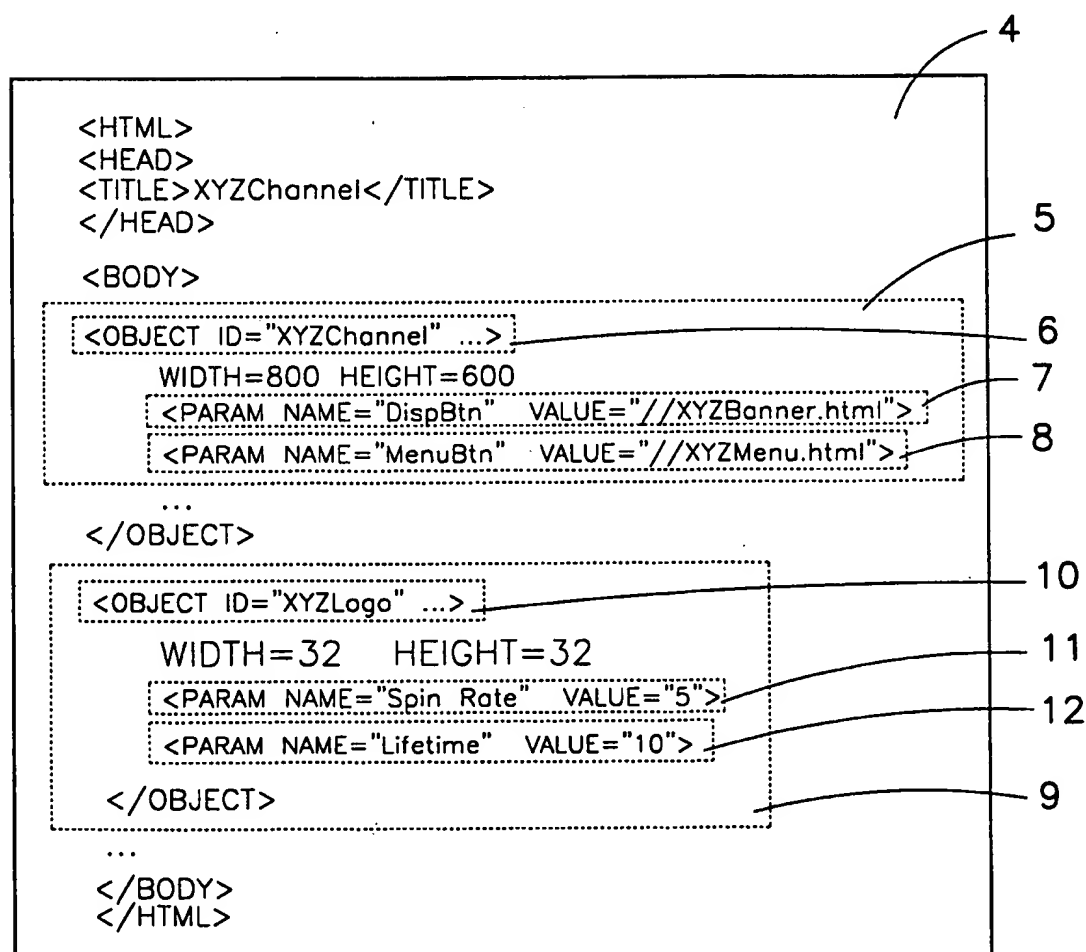 4
<HTML>
<HEAD>
<TITLE>XYZChannel</TITLE>
</HEAD>
5
<BODY>
<OBJECT ID="XYZChannel" ...>
6
WIDTH=800 HEIGHT=600
7
<PARAM NAME="DispBtn" VALUE="//XYZBanner.html">
8
<PARAM NAME="MenuBtn" VALUE="//XYZMenu.html">
...
</OBJECT>
10
<OBJECT ID="XYZLogo" ...>
WIDTH=32 HEIGHT=32
11
<PARAM NAME="Spin Rate" VALUE="5">
12
<PARAM NAME="Lifetime" VALUE="10">
</OBJECT>
9
...
</BODY>
</HTML>